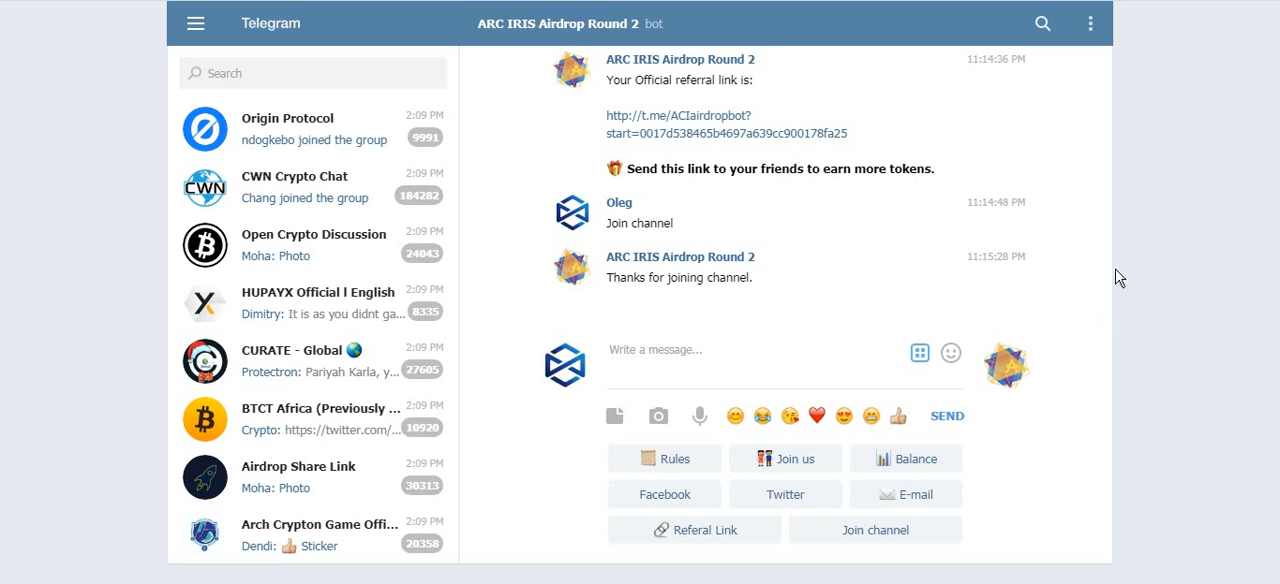 Telegram
ARC IRIS Airdrop Round 2 bot
Search
Origin Protocol 2:09 PM
ndogkebo joined the group 9991
CWN Crypto Chat 2:09 PM
CWN
Chang joined the group 184282
Open Crypto Discussion 2:09 PM
Moha: Photo 24043
HUPAYX Official l English 2:09 PM
Dimitry: It is as you didnt ga... 8335
CURATE - Global 🌏 2:09 PM
Protectron: Pariyah Karla, y... 27605
BTCT Africa (Previously ... 2:09 PM
Crypto: https://twitter.com/... 10920
Airdrop Share Link 2:09 PM
Moha: Photo 30313
Arch Crypton Game Offi... 2:09 PM
Dendi: 👍🏼 Sticker 20358
ARC IRIS Airdrop Round 2 11:14:36 PM
Your Official referral link is:
http://t.me/ACIairdropbot?
start=0017d538465b4697a639cc900178fa25
🎁 Send this link to your friends to earn more tokens.
Oleg 11:14:48 PM
Join channel
ARC IRIS Airdrop Round 2 11:15:28 PM
Thanks for joining channel.
Write a message...
SEND
Rules Join us Balance
Facebook Twitter E-mail
Referal Link Join channel